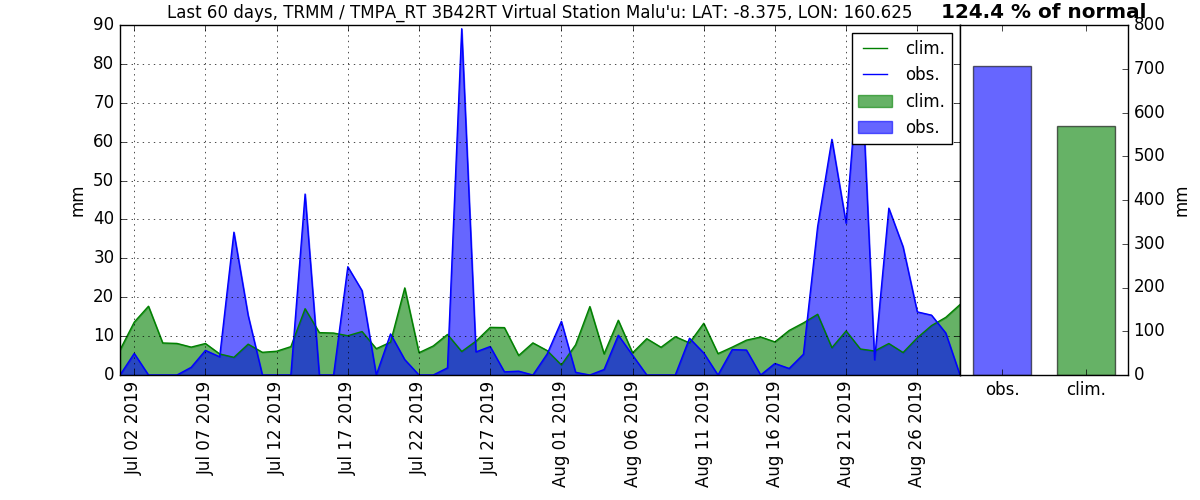 Last 60 days, TRMM / TMPA_RT 3B42RT Virtual Station Malu'u: LAT: -8.375, LON: 160.625
124.4 % of normal
90
80
70
60
50
40
30
20
10
0
mm
clim.
obs.
clim.
obs.
800
700
600
500
400
300
200
100
0
mm
Jul 02 2019
Jul 07 2019
Jul 12 2019
Jul 17 2019
Jul 22 2019
Jul 27 2019
Aug 01 2019
Aug 06 2019
Aug 11 2019
Aug 16 2019
Aug 21 2019
Aug 26 2019
obs.
clim.